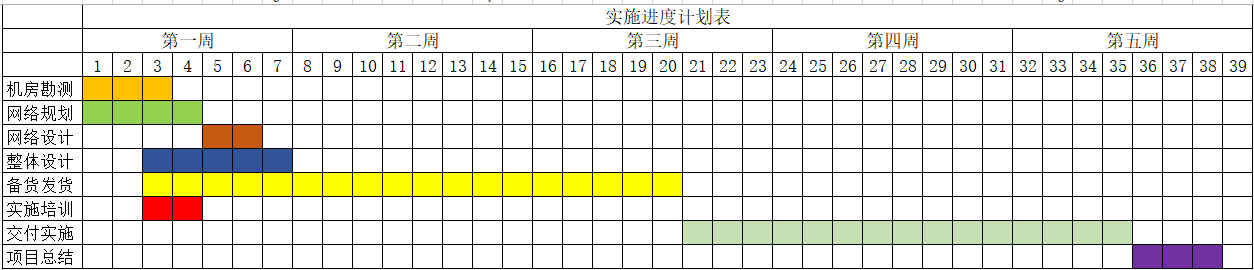 实施进度计划表
第一周 第二周 第三周 第四周 第五周
1 2 3 4 5 6 7 8 9 10 11 12 13 14 15 16 17 18 19 20 21 22 23 24 25 26 27 28 29 30 31 32 33 34 35 36 37 38 39
机房勘测
网络规划
网络设计
整体设计
备货发货
实施培训
交付实施
项目总结